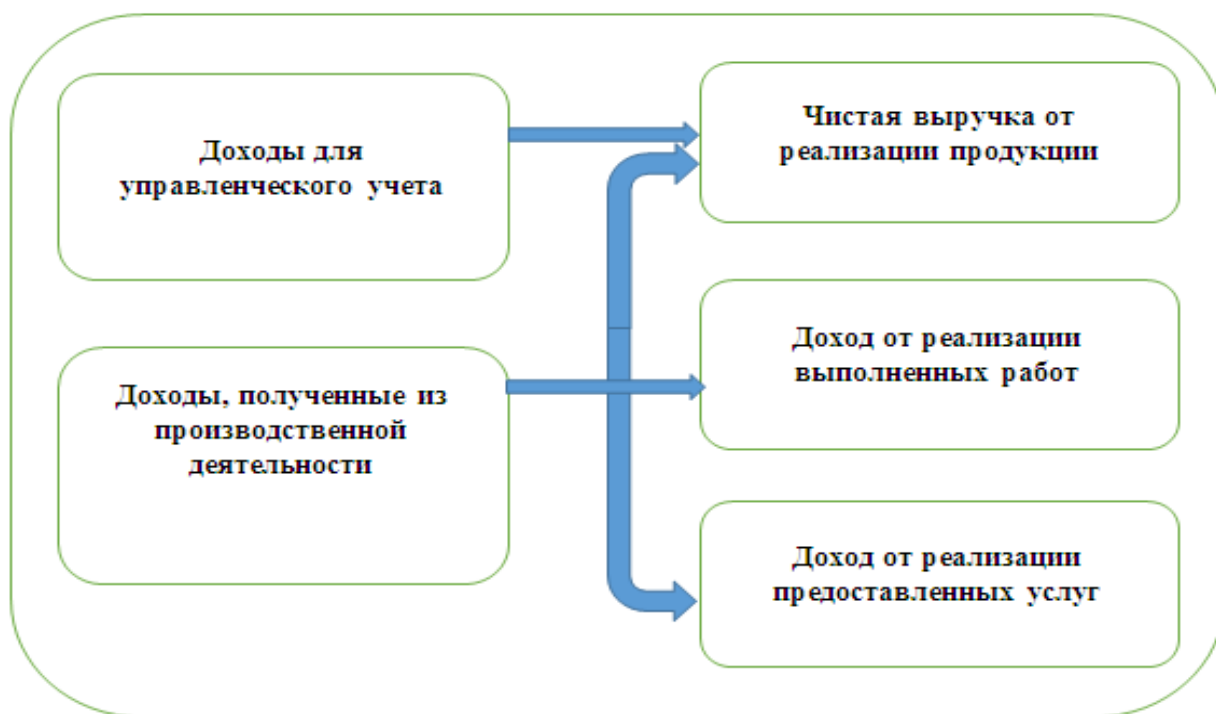 Доходы для
управленческого учета
Доходы, полученные из
производственной
деятельности
Чистая выручка от
реализации продукции
Доход от реализации
выполненных работ
Доход от реализации
предоставленных услуг